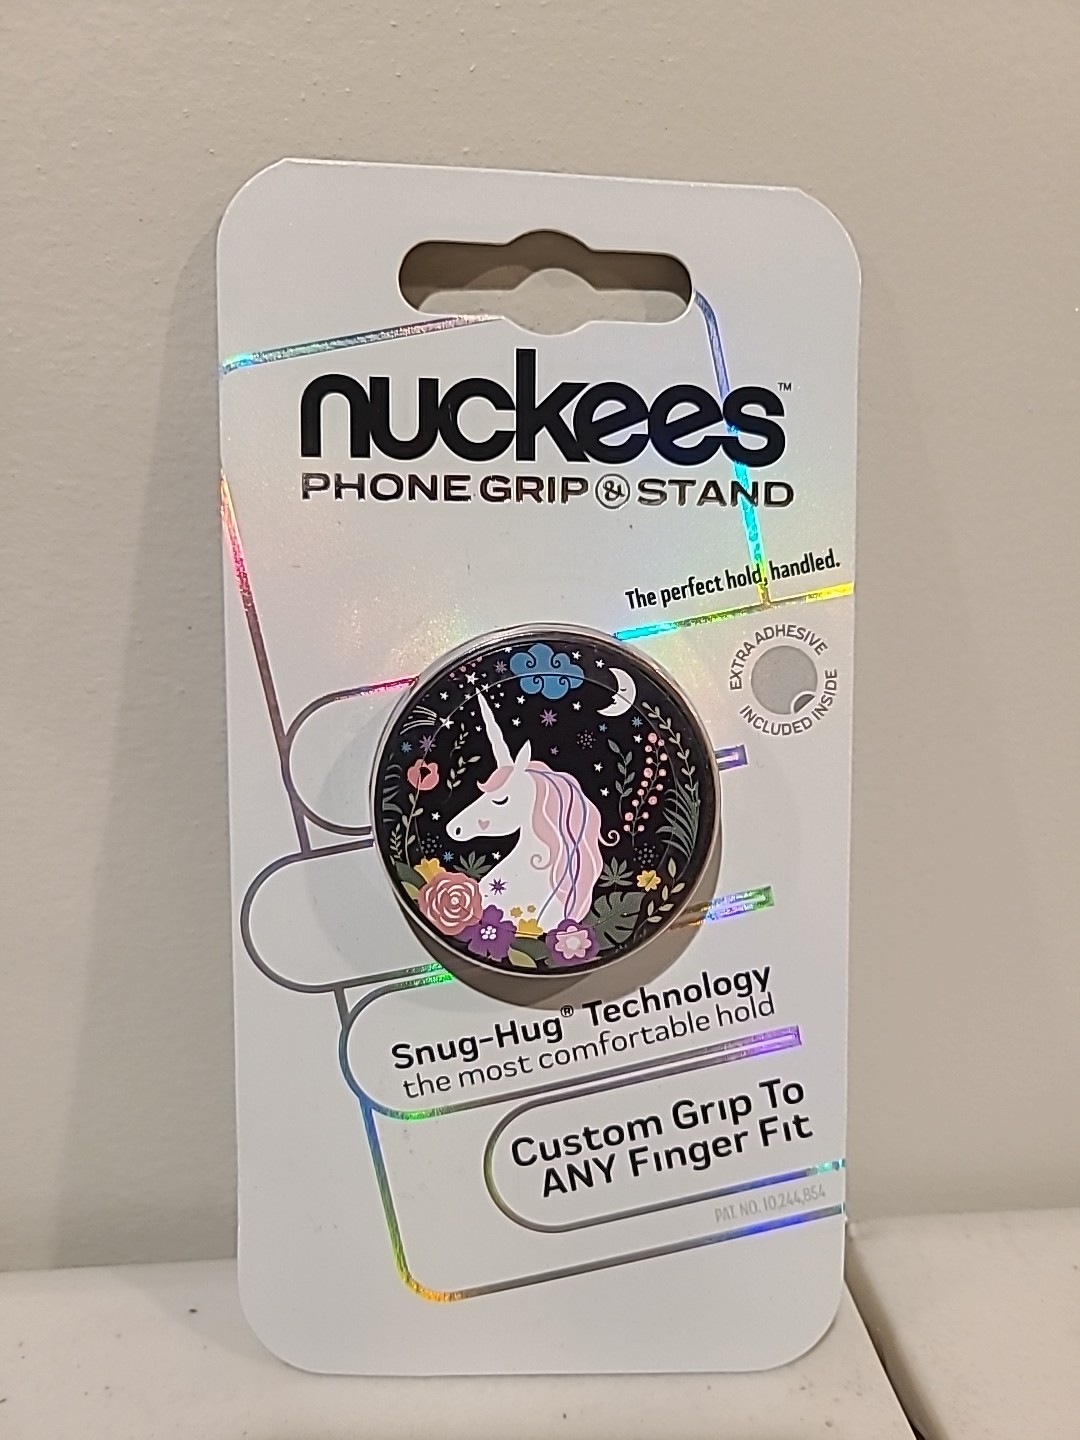 nuckees™
PHONE GRIP & STAND
The perfect hold, handled.
EXTRA ADHESIVE
INCLUDED INSIDE
Snug-Hug® Technology
the most comfortable hold
Custom Grip To
ANY Finger Fit
PAT. NO. 10,244,854